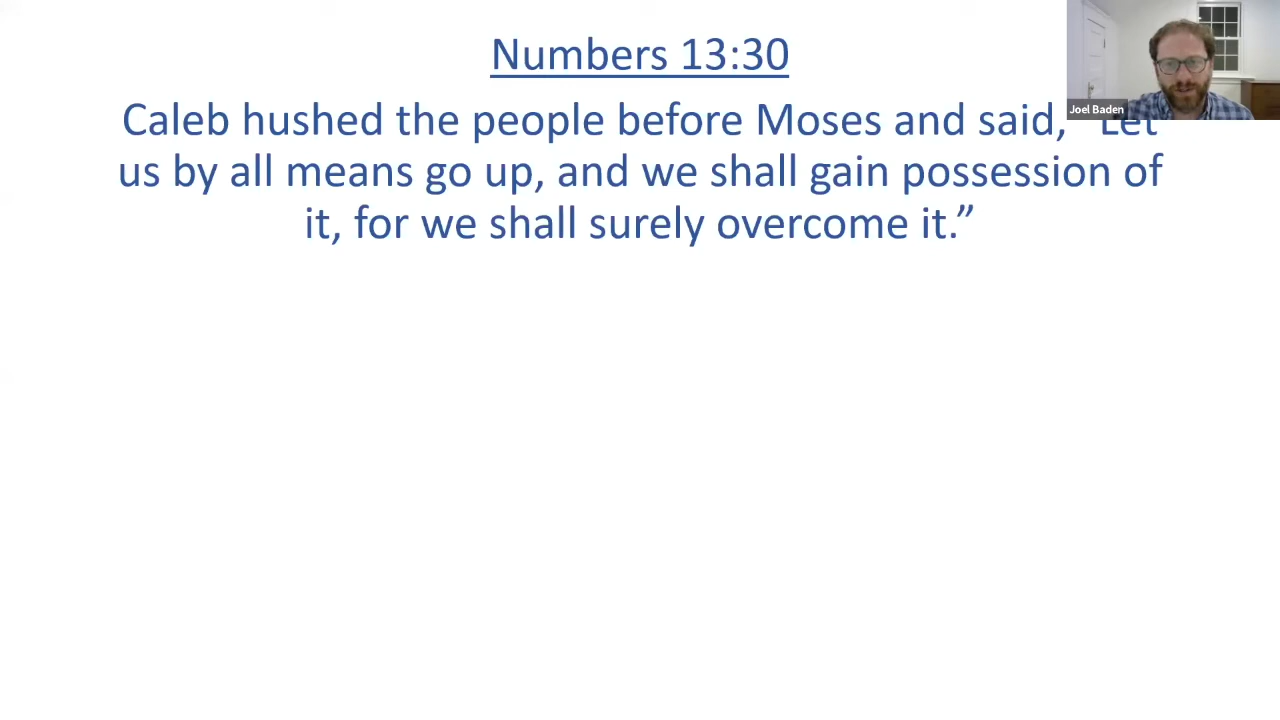 Numbers 13:30
Joel Baden
Caleb hushed the people before Moses and said, “Let
us by all means go up, and we shall gain possession of
it, for we shall surely overcome it.”